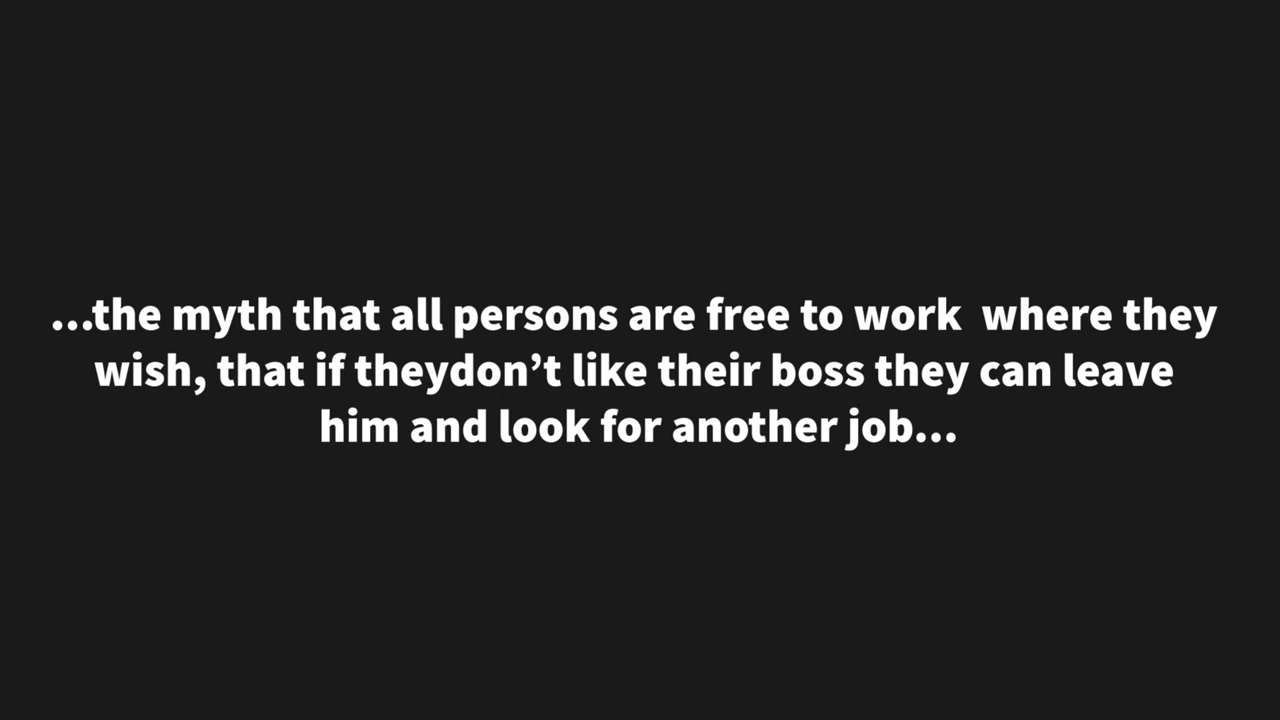 ...the myth that all persons are free to work  where they
wish, that if theydon’t like their boss they can leave
him and look for another job...